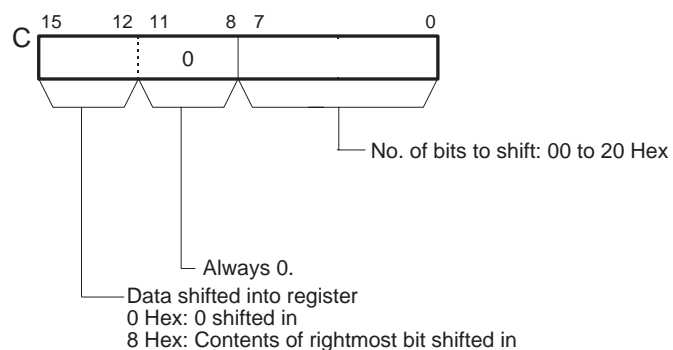 15 12 11 8 7 0
C
0
No. of bits to shift: 00 to 20 Hex
Always 0.
Data shifted into register
0 Hex: 0 shifted in
8 Hex: Contents of rightmost bit shifted in